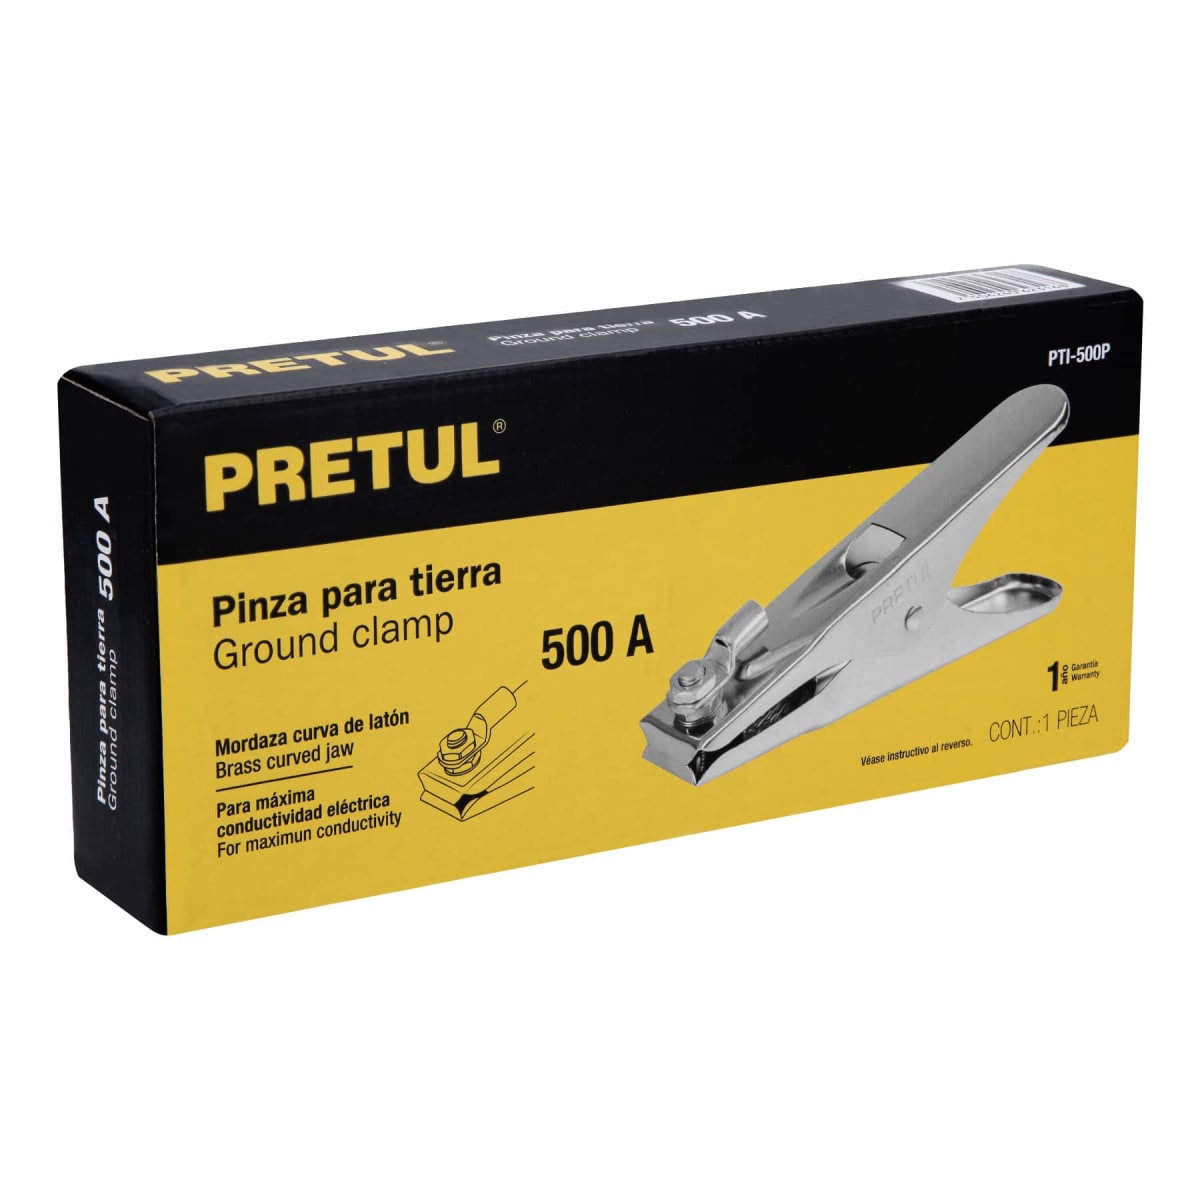 PRETUL®
Pinza para tierra
Ground clamp
500 A
PTI-500P
PRETUL®
Pinza para tierra
Ground clamp
500 A
Mordaza curva de latón
Brass curved jaw
Para máxima
conductividad eléctrica
For maximun conductivity
PRETUL
1 año
Garantía
Warranty
CONT.:1 PIEZA
Véase instructivo al reverso.
Pinza para tierra
Ground clamp
500 A